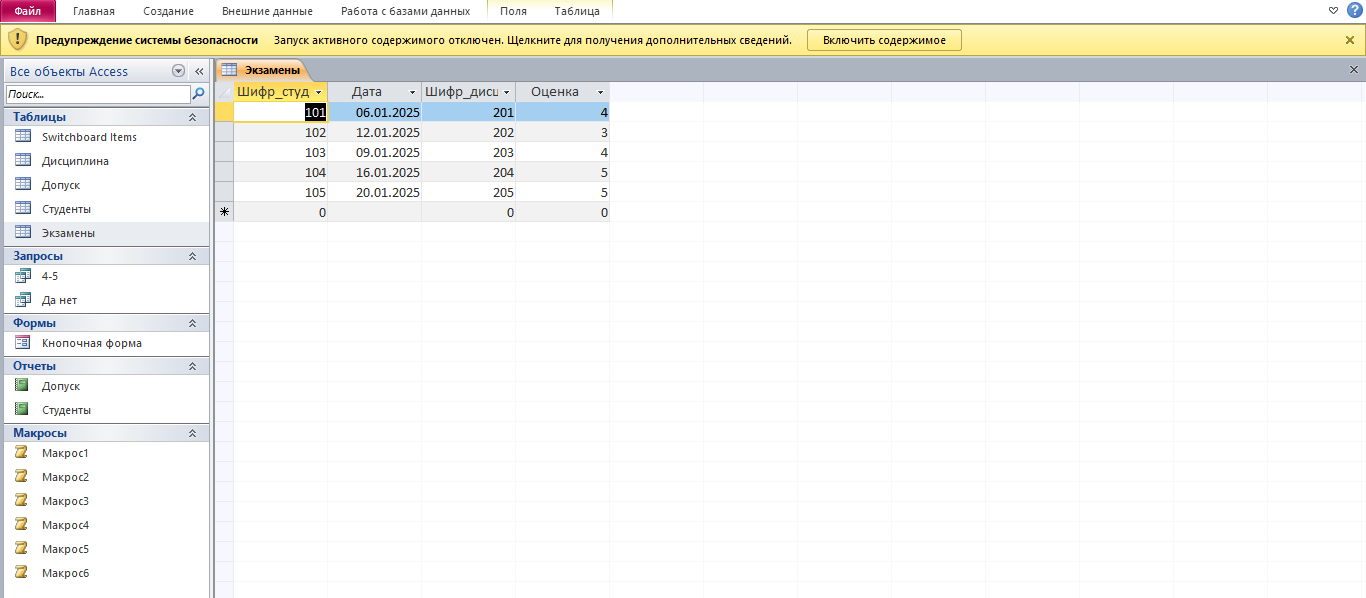 Файл Главная Создание Внешние данные Работа с базами данных Поля Таблица
Предупреждение системы безопасности Запуск активного содержимого отключен. Щелкните для получения дополнительных сведений. Включить содержимое
Все объекты Access
Поиск...
Таблицы
Switchboard Items
Дисциплина
Допуск
Студенты
Экзамены
Запросы
4-5
Да нет
Формы
Кнопочная форма
Отчеты
Допуск
Студенты
Макросы
Макрос1
Макрос2
Макрос3
Макрос4
Макрос5
Макрос6
Экзамены
Шифр_студ Дата Шифр_дисц Оценка
101 06.01.2025 201 4
102 12.01.2025 202 3
103 09.01.2025 203 4
104 16.01.2025 204 5
105 20.01.2025 205 5
0 0 0